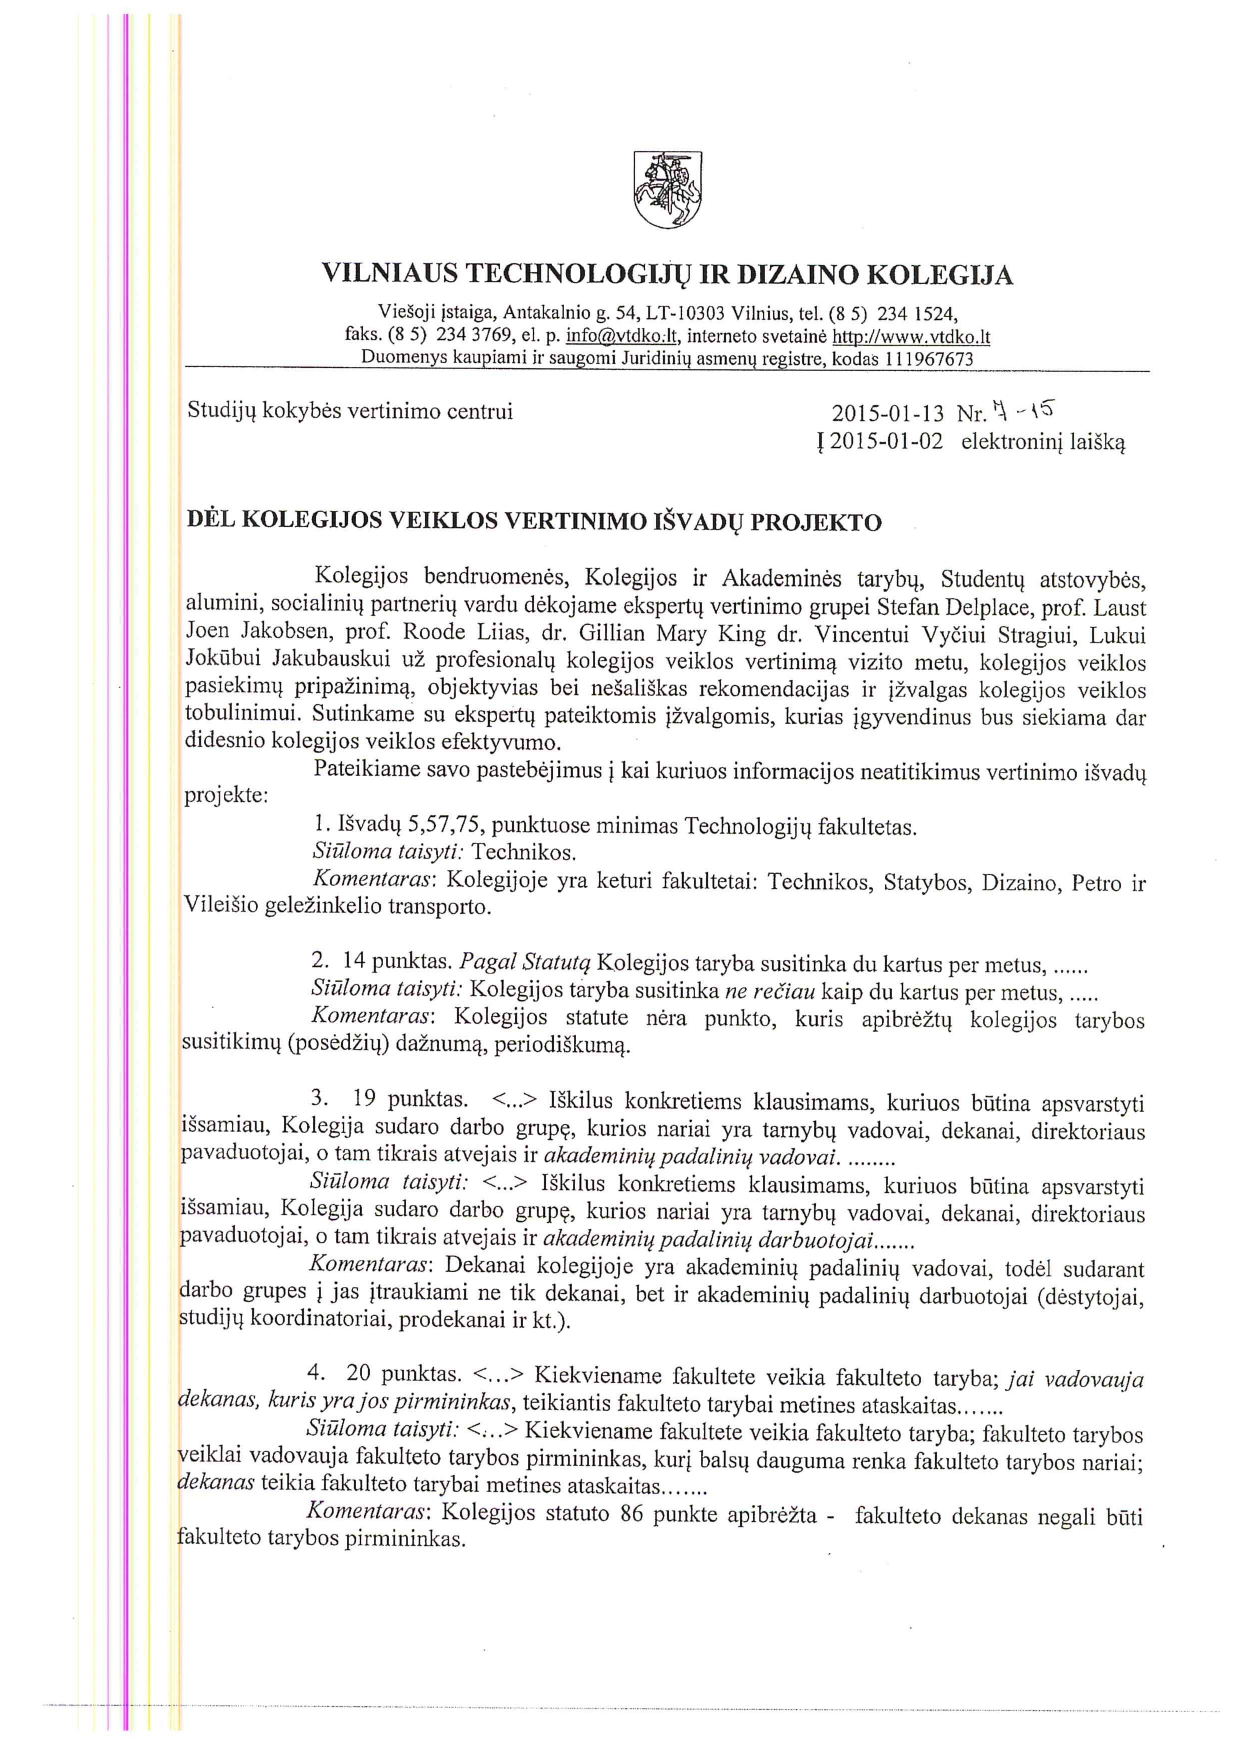 VILNIAUS TECHNOLOGIJŲ IR DIZAINO KOLEGIJA
Viešoji įstaiga, Antakalnio g. 54, LT-10303 Vilnius, tel. (8 5) 234 1524,
faks. (8 5) 234 3769, el. p. info@vtdko.lt, interneto svetainė http://www.vtdko.lt
Duomenys kaupiami ir saugomi Juridinių asmenų registre, kodas 111967673
Studijų kokybės vertinimo centrui
2015-01-13 Nr.
Į 2015-01-02 elektroninį laišką
DĖL KOLEGIJOS VEIKLOS VERTINIMO IŠVADŲ PROJEKTO
Kolegijos bendruomenės, Kolegijos ir Akademinės tarybų, Studentų atstovybės,
alumini, socialinių partnerių vardu dėkojame ekspertų vertinimo grupei Stefan Delplace, prof. Laust
Joen Jakobsen, prof. Roode Liias, dr. Gillian Mary King dr. Vincentui Vyčiui Stragiui, Lukui
Jokūbui Jakubauskui už profesionalų kolegijos veiklos vertinimą vizito metu, kolegijos veiklos
pasiekimų pripažinimą, objektyvias bei nešališkas rekomendacijas ir įžvalgas kolegijos veiklos
tobulinimui. Sutinkame su ekspertų pateiktomis įžvalgomis, kurias įgyvendinus bus siekiama dar
didesnio kolegijos veiklos efektyvumo.
Pateikiame savo pastebėjimus į kai kuriuos informacijos neatitikimus vertinimo išvadų
projekte:
1. Išvadų 5,57,75, punktuose minimas Technologijų fakultetas.
Siūloma taisyti: Technikos.
Komentaras: Kolegijoje yra keturi fakultetai: Technikos, Statybos, Dizaino, Petro ir
Vileišio geležinkelio transporto.
2. 14 punktas. Pagal Statutą Kolegijos taryba susitinka du kartus per metus, ......
Siūloma taisyti: Kolegijos taryba susitinka ne rečiau kaip du kartus per metus, .....
Komentaras: Kolegijos statute nėra punkto, kuris apibrėžtų kolegijos tarybos
susitikimų (posėdžių) dažnumą, periodiškumą.
3. 19 punktas. <...> Iškilus konkretiems klausimams, kuriuos būtina apsvarstyti
išsamiau, Kolegija sudaro darbo grupę, kurios nariai yra tarnybų vadovai, dekanai, direktoriaus
pavaduotojai, o tam tikrais atvejais ir akademinių padalinių vadovai. ........
Siūloma taisyti: <...> Iškilus konkretiems klausimams, kuriuos būtina apsvarstyti
išsamiau, Kolegija sudaro darbo grupę, kurios nariai yra tarnybų vadovai, dekanai, direktoriaus
pavaduotojai, o tam tikrais atvejais ir akademinių padalinių darbuotojai.......
Komentaras: Dekanai kolegijoje yra akademinių padalinių vadovai, todėl sudarant
darbo grupes į jas įtraukiami ne tik dekanai, bet ir akademinių padalinių darbuotojai (dėstytojai,
studijų koordinatoriai, prodekanai ir kt.).
4. 20 punktas. <...> Kiekviename fakultete veikia fakulteto taryba; jai vadovauja
dekanas, kuris yra jos pirmininkas, teikiantis fakulteto tarybai metines ataskaitas.......
Siūloma taisyti: <...> Kiekviename fakultete veikia fakulteto taryba; fakulteto tarybos
veiklai vadovauja fakulteto tarybos pirmininkas, kurį balsų dauguma renka fakulteto tarybos nariai;
dekanas teikia fakulteto tarybai metines ataskaitas.......
Komentaras: Kolegijos statuto 86 punkte apibrėžta - fakulteto dekanas negali būti
fakulteto tarybos pirmininkas.